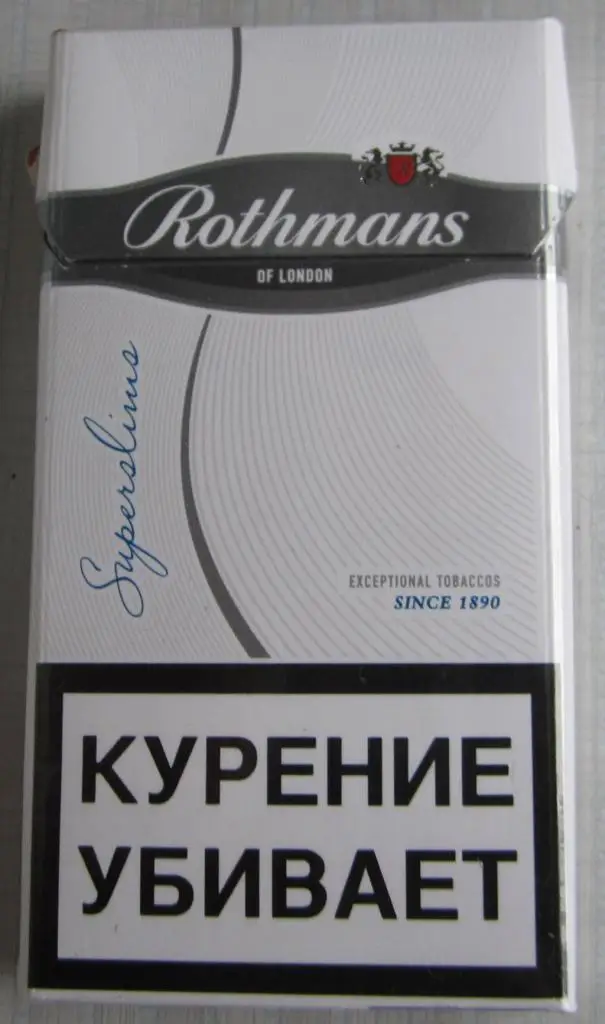 Rothmans
OF LONDON
Superslims
EXCEPTIONAL TOBACCOS
SINCE 1890
КУРЕНИЕ
УБИВАЕТ